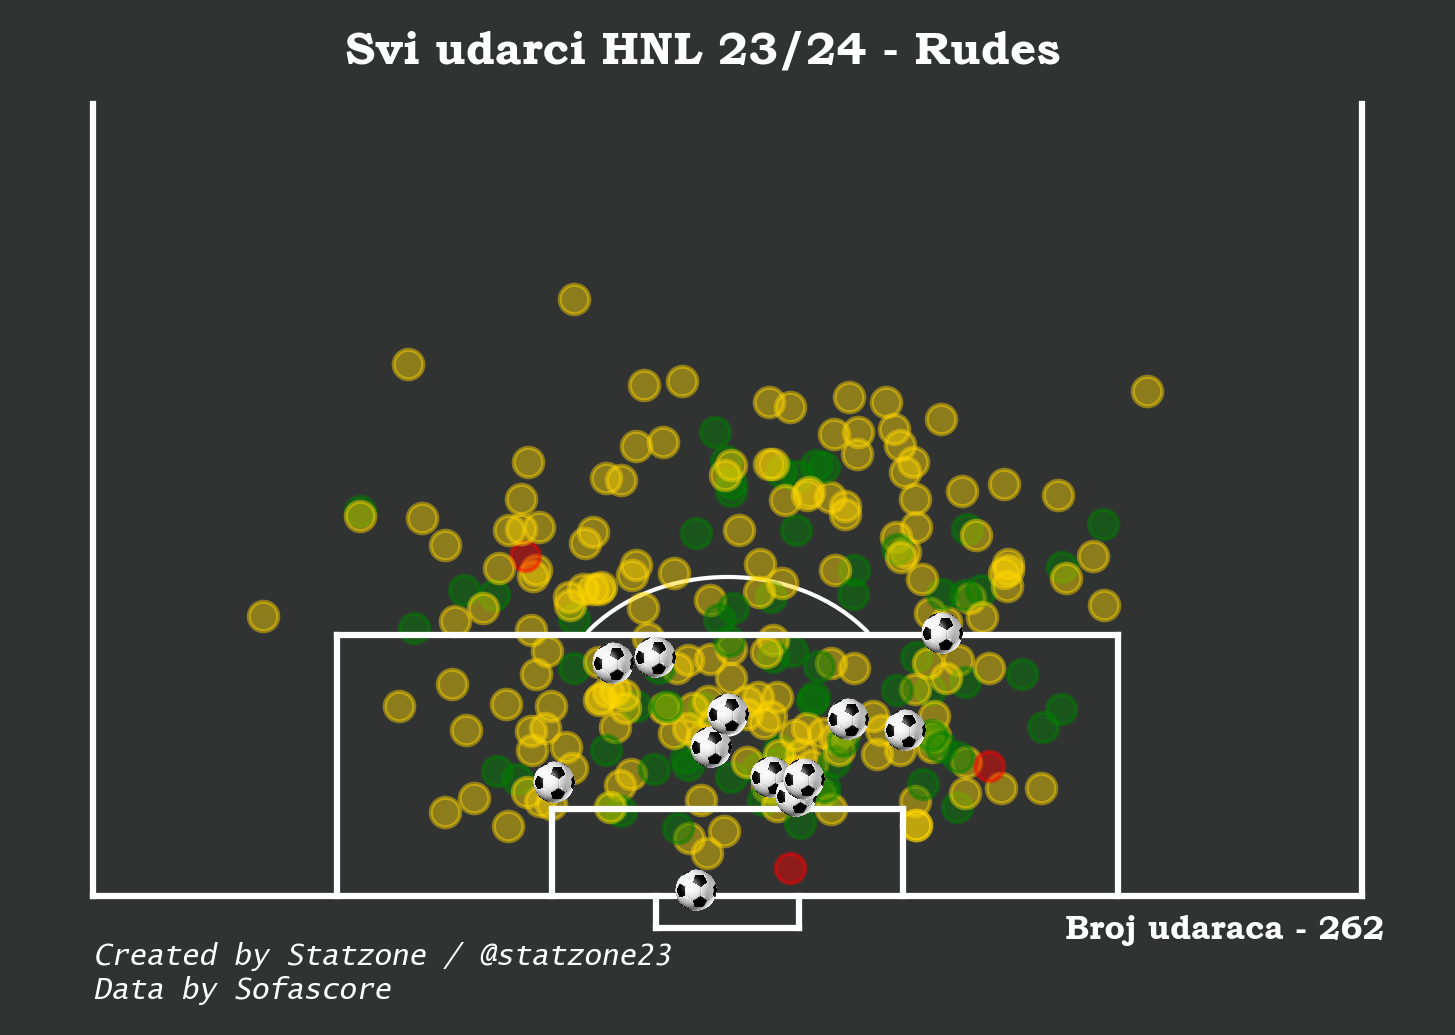 Svi udarci HNL 23/24 - Rudes
Broj udaraca - 262
Created by Statzone / @statzone23
Data by Sofascore